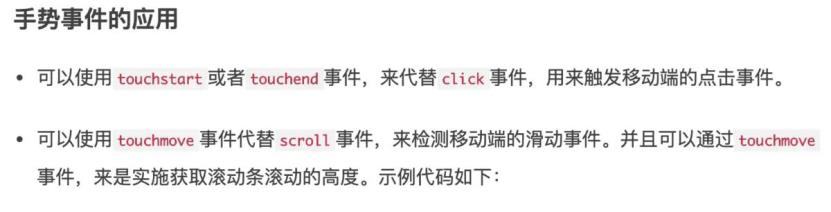 手势事件的应用
• 可以使用 touchstart 或者 touchend 事件，来代替 click 事件，用来触发移动端的点击事件。
• 可以使用 touchmove 事件代替 scroll 事件，来检测移动端的滑动事件。并且可以通过 touchmove
事件，来是实施获取滚动条滚动的高度。示例代码如下：